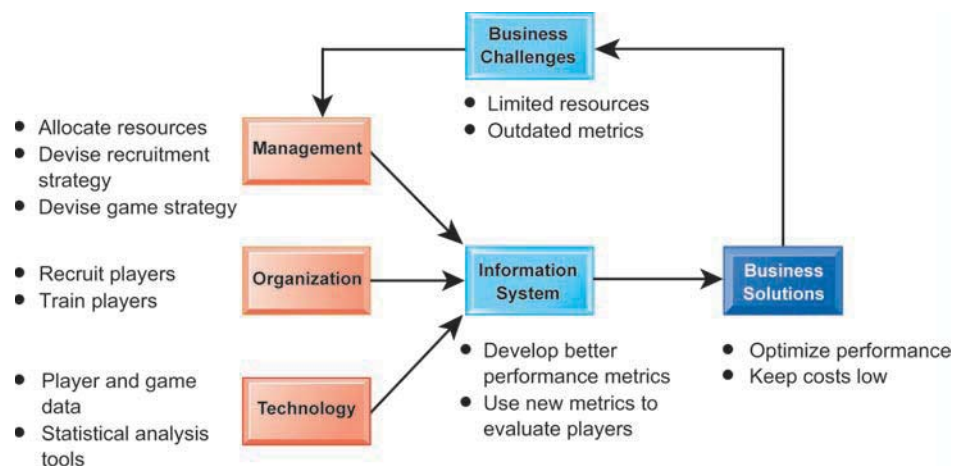 Business
Challenges
● Limited resources
● Outdated metrics
● Allocate resources
● Devise recruitment
strategy
● Devise game strategy
Management
● Recruit players
● Train players
Organization
Information
System
Business
Solutions
● Develop better
performance metrics
● Use new metrics to
evaluate players
● Optimize performance
● Keep costs low
● Player and game
data
● Statistical analysis
tools
Technology